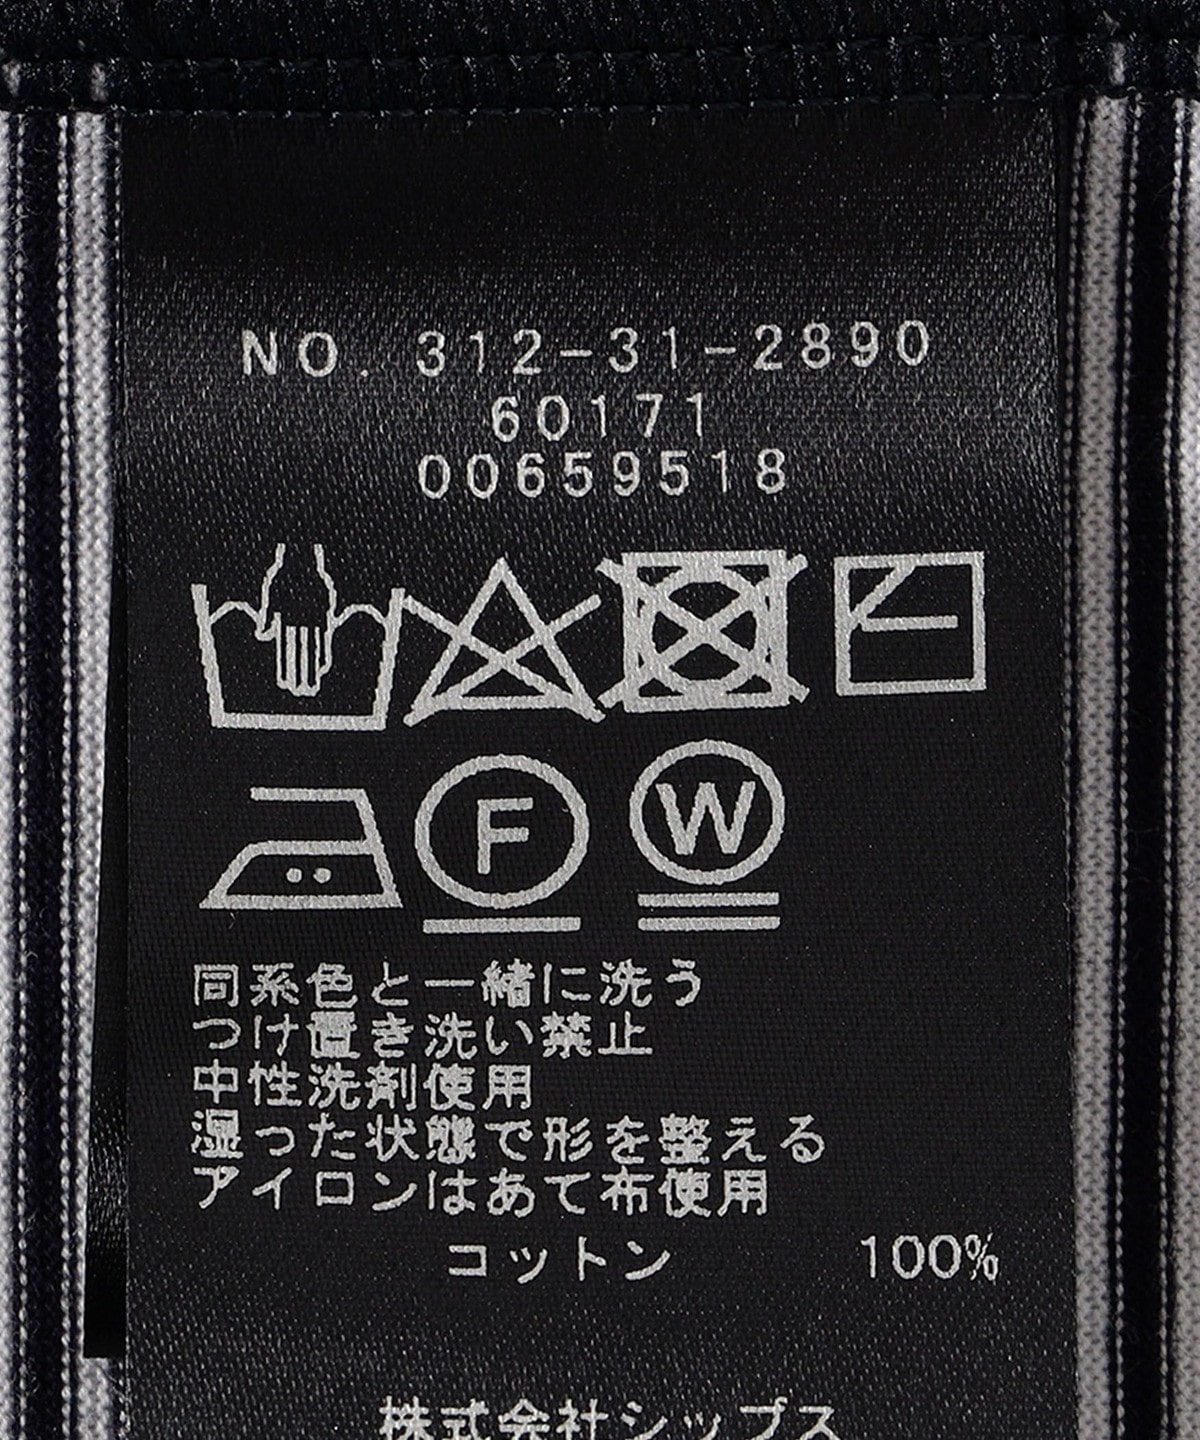 NO. 312-31-2890
60171
00659518
F W
同系色と一緒に洗う
つけ置き洗い禁止
中性洗剤使用
湿った状態で形を整える
アイロンはあて布使用
コットン 100%
株式会社シップス